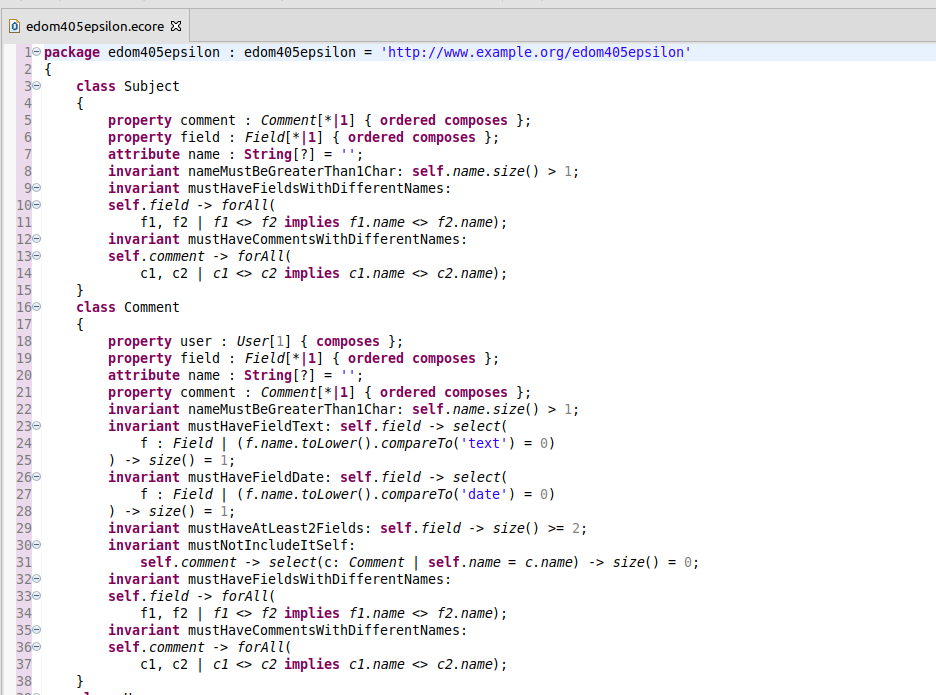 edom405epsilon.ecore
1 package edom405epsilon : edom405epsilon = 'http://www.example.org/edom405epsilon'
2 {
3     class Subject
4     {
5         property comment : Comment[*|1] { ordered composes };
6         property field : Field[*|1] { ordered composes };
7         attribute name : String[?] = '';
8         invariant nameMustBeGreaterThan1Char: self.name.size() > 1;
9         invariant mustHaveFieldsWithDifferentNames:
10         self.field -> forAll(
11             f1, f2 | f1 <> f2 implies f1.name <> f2.name);
12         invariant mustHaveCommentsWithDifferentNames:
13         self.comment -> forAll(
14             c1, c2 | c1 <> c2 implies c1.name <> c2.name);
15     }
16     class Comment
17     {
18         property user : User[1] { composes };
19         property field : Field[*|1] { ordered composes };
20         attribute name : String[?] = '';
21         property comment : Comment[*|1] { ordered composes };
22         invariant nameMustBeGreaterThan1Char: self.name.size() > 1;
23         invariant mustHaveFieldText: self.field -> select(
24             f : Field | (f.name.toLower().compareTo('text') = 0)
25         ) -> size() = 1;
26         invariant mustHaveFieldDate: self.field -> select(
27             f : Field | (f.name.toLower().compareTo('date') = 0)
28         ) -> size() = 1;
29         invariant mustHaveAtLeast2Fields: self.field -> size() >= 2;
30         invariant mustNotIncludeItSelf:
31             self.comment -> select(c: Comment | self.name = c.name) -> size() = 0;
32         invariant mustHaveFieldsWithDifferentNames:
33         self.field -> forAll(
34             f1, f2 | f1 <> f2 implies f1.name <> f2.name);
35         invariant mustHaveCommentsWithDifferentNames:
36         self.comment -> forAll(
37             c1, c2 | c1 <> c2 implies c1.name <> c2.name);
38     }